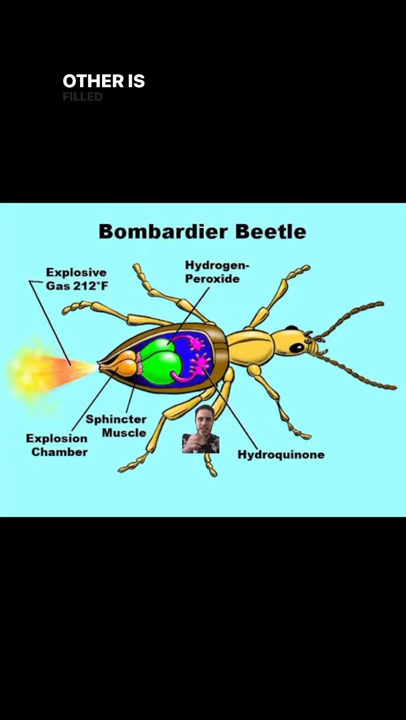 OTHER IS
FILLED
Bombardier Beetle
Explosive
Gas 212°F
Hydrogen-
Peroxide
Sphincter
Muscle
Explosion
Chamber
Hydroquinone